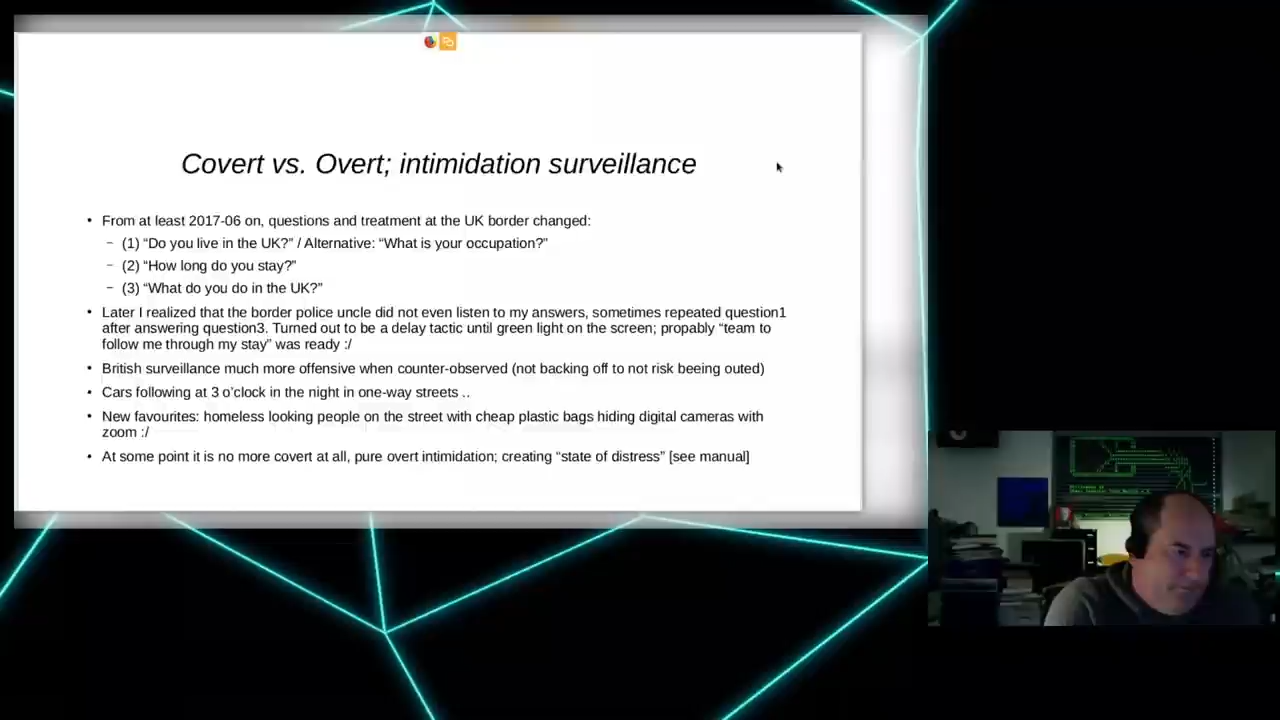 Covert vs. Overt; intimidation surveillance
• From at least 2017-06 on, questions and treatment at the UK border changed:
– (1) “Do you live in the UK?” / Alternative: “What is your occupation?”
– (2) “How long do you stay?”
– (3) “What do you do in the UK?”
• Later I realized that the border police uncle did not even listen to my answers, sometimes repeated question1
after answering question3. Turned out to be a delay tactic until green light on the screen; propably “team to
follow me through my stay” was ready :/
• British surveillance much more offensive when counter-observed (not backing off to not risk beeing outed)
• Cars following at 3 o’clock in the night in one-way streets ..
• New favourites: homeless looking people on the street with cheap plastic bags hiding digital cameras with
zoom :/
• At some point it is no more covert at all, pure overt intimidation; creating “state of distress” [see manual]